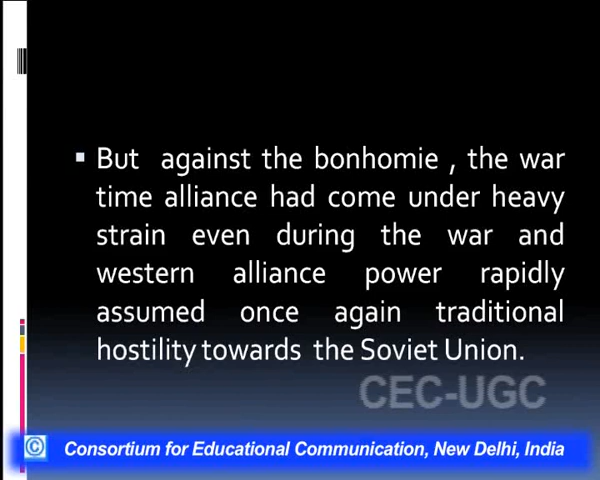 But against the bonhomie , the war
time alliance had come under heavy
strain even during the war and
western alliance power rapidly
assumed once again traditional
hostility towards the Soviet Union.
CEC-UGC
© Consortium for Educational Communication, New Delhi, India